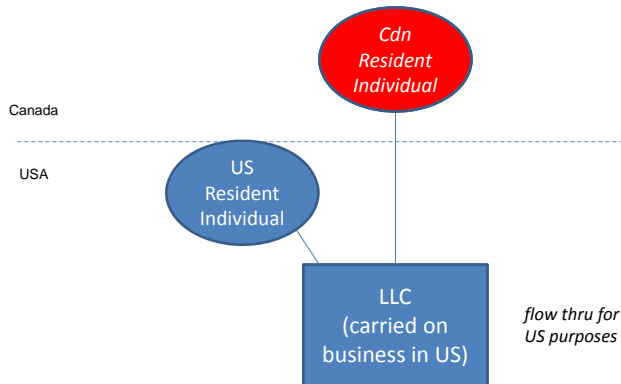 Cdn
Resident
Individual
Canada
USA
US
Resident
Individual
LLC
(carried on
business in US)
flow thru for
US purposes